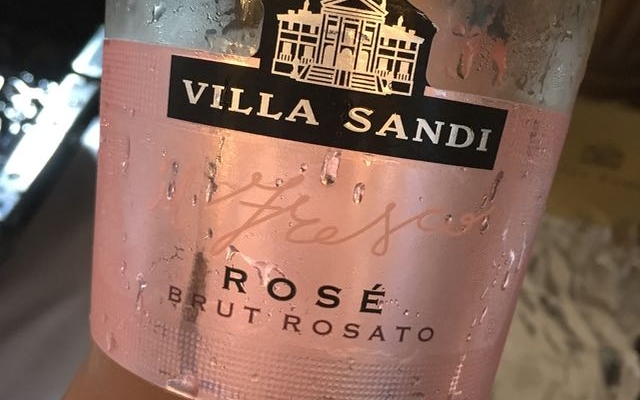 VILLA SANDI
il Fresco
ROSÉ
BRUT ROSATO